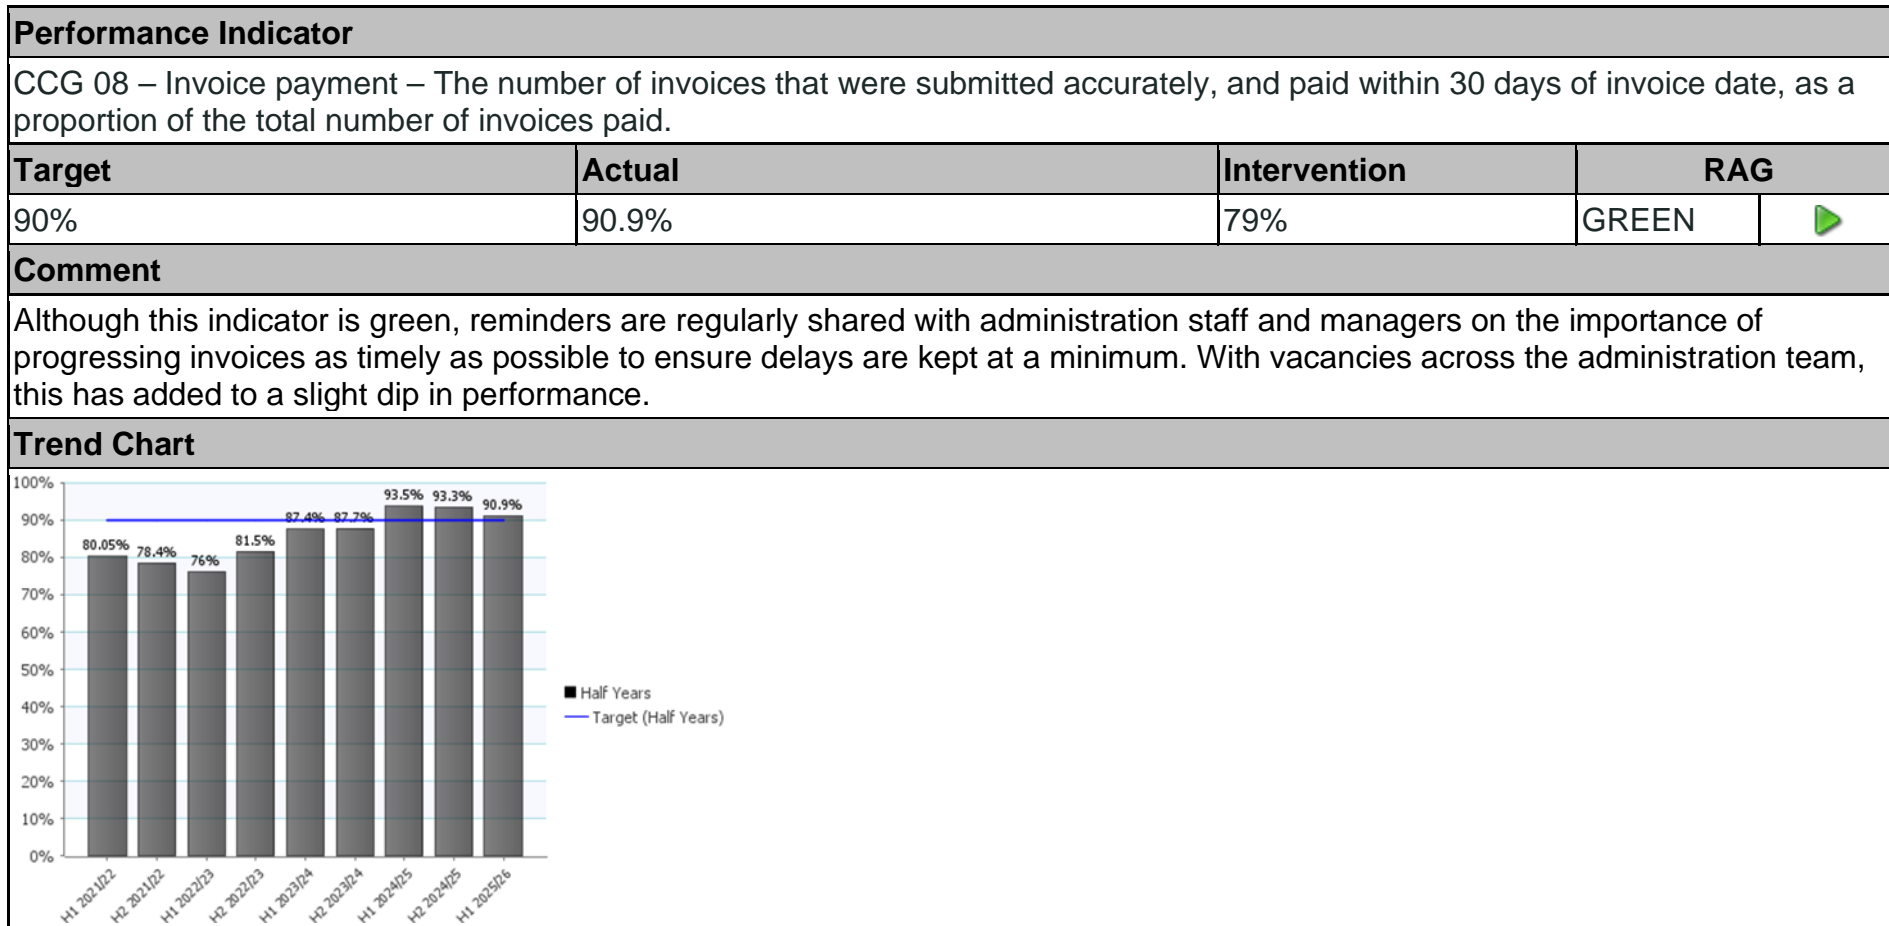 Performance Indicator
CCG 08 – Invoice payment – The number of invoices that were submitted accurately, and paid within 30 days of invoice date, as a
proportion of the total number of invoices paid.
Target Actual Intervention RAG
90% 90.9% 79% GREEN
Comment
Although this indicator is green, reminders are regularly shared with administration staff and managers on the importance of
progressing invoices as timely as possible to ensure delays are kept at a minimum. With vacancies across the administration team,
this has added to a slight dip in performance.
Trend Chart
100%
90%
80%
70%
60%
50%
40%
30%
20%
10%
0%
80.05% 78.4% 76% 81.5% 87.4% 87.7% 93.5% 93.3% 90.9%
H1 2021/22 H2 2021/22 H1 2022/23 H2 2022/23 H1 2023/24 H2 2023/24 H1 2024/25 H2 2024/25 H1 2025/26
Half Years
Target (Half Years)